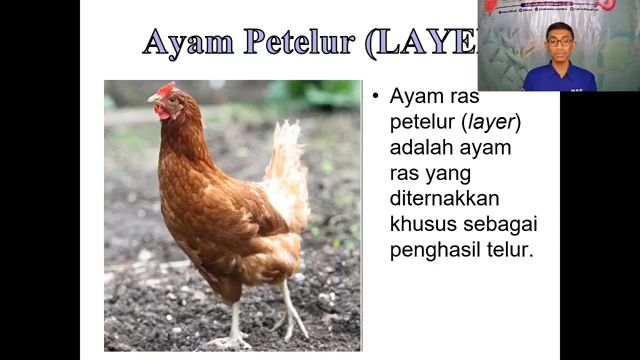 Ayam Petelur (LAYE
• Ayam ras
petelur (layer)
adalah ayam
ras yang
diternakkan
khusus sebagai
penghasil telur.